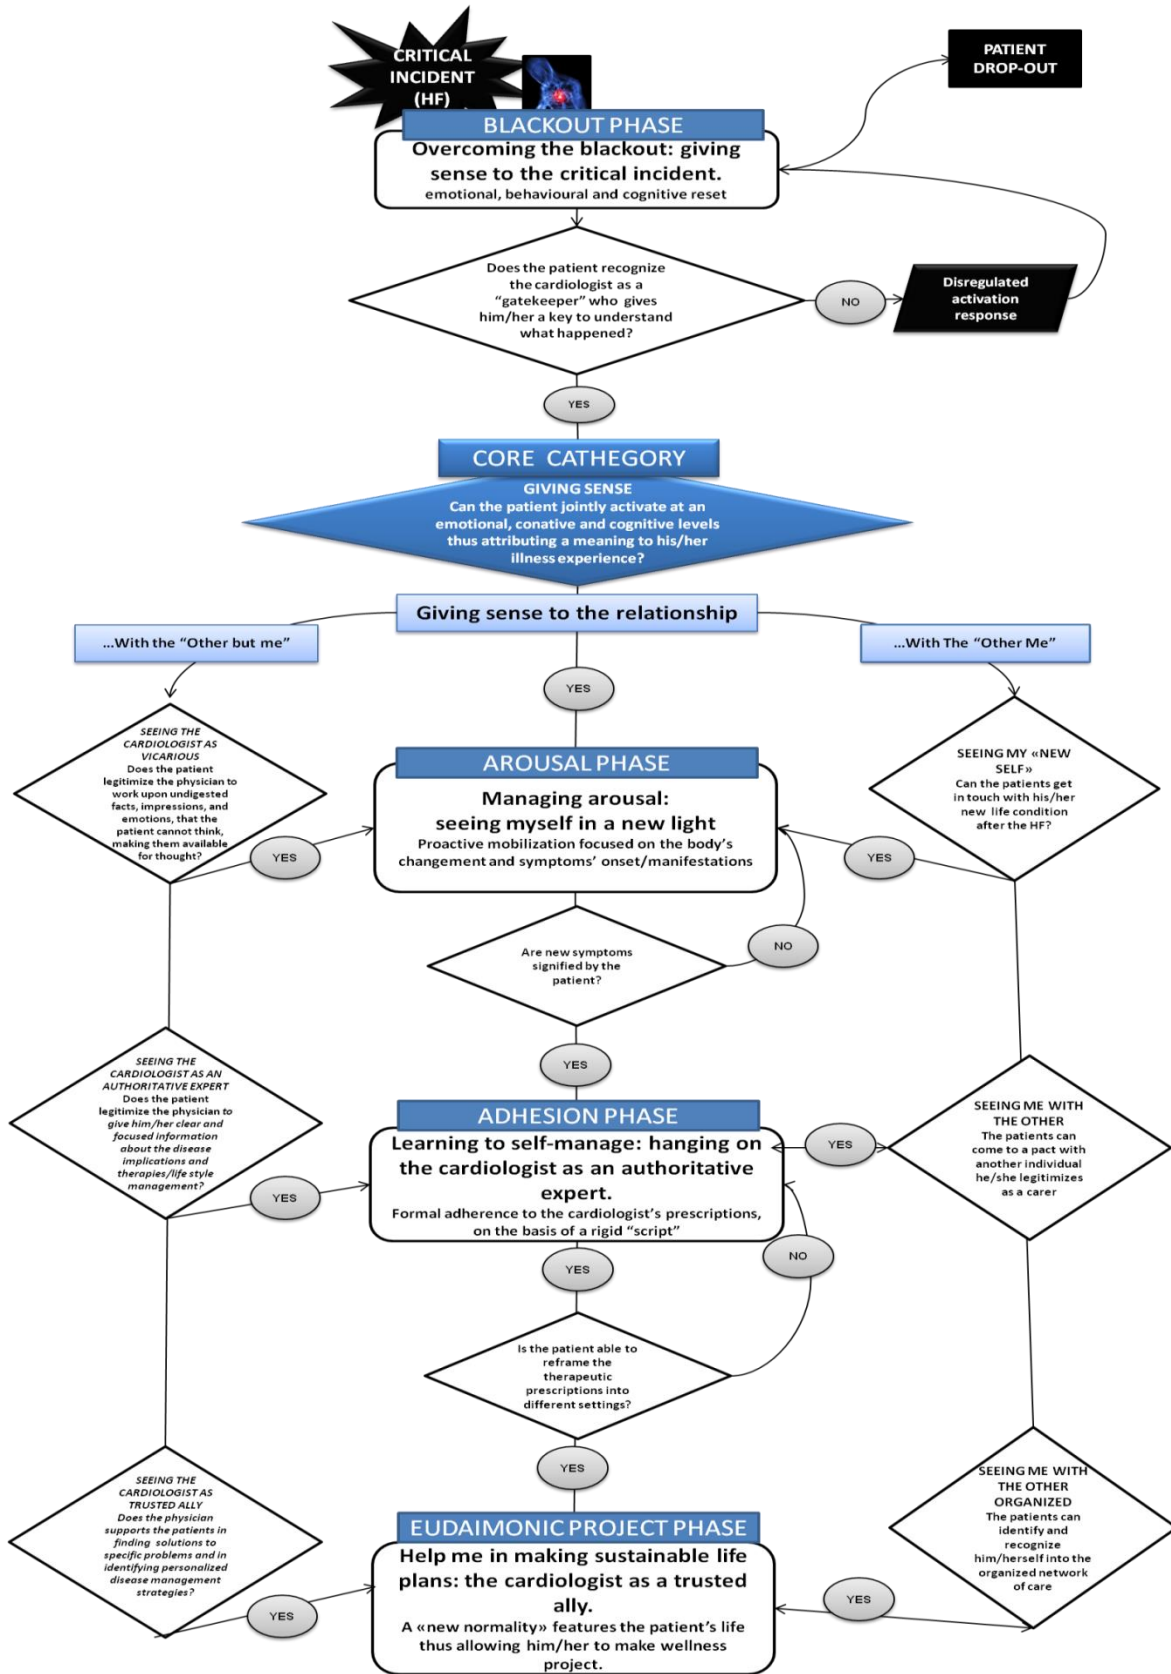 CRITICAL
INCIDENT
(HF)
PATIENT
DROP-OUT
BLACKOUT PHASE
Overcoming the blackout: giving
sense to the critical incident.
emotional, behavioural and cognitive reset
Does the patient recognize
the cardiologist as a
“gatekeeper” who gives
him/her a key to understand
what happened?
NO
Disregulated
activation
response
YES
CORE CATHEGORY
GIVING SENSE
Can the patient jointly activate at an
emotional, conative and cognitive levels
thus attributing a meaning to his/her
illness experience?
Giving sense to the relationship
...With the “Other but me”
...With The “Other Me”
YES
SEEING THE
CARDIOLOGIST AS
VICARIOUS
Does the patient
legitimize the physician to
work upon undigested
facts, impressions, and
emotions, that the
patient cannot think,
making them available
for thought?
YES
AROUSAL PHASE
Managing arousal:
seeing myself in a new light
Proactive mobilization focused on the body’s
changement and symptoms’ onset/manifestations
SEEING MY «NEW
SELF»
Can the patients get
in touch with his/her
new life condition
after the HF?
YES
Are new symptoms
signified by the
patient?
NO
YES
SEEING THE
CARDIOLOGIST AS AN
AUTHORITATIVE EXPERT
Does the patient
legitimize the physician to
give him/her clear and
focused information
about the disease
implications and
therapies/life style
management?
YES
ADHESION PHASE
Learning to self-manage: hanging on
the cardiologist as an authoritative
expert.
Formal adherence to the cardiologist’s prescriptions,
on the basis of a rigid “script”
YES
SEEING ME WITH
THE OTHER
The patients can
come to a pact with
another individual
he/she legitimizes
as a carer
YES
NO
Is the patient able to
reframe the
therapeutic
prescriptions into
different settings?
YES
SEEING THE
CARDIOLOGIST AS
TRUSTED ALLY
Does the physician
supports the patients in
finding solutions to
specific problems and in
identifying personalized
disease management
strategies?
YES
EUDAIMONIC PROJECT PHASE
Help me in making sustainable life
plans: the cardiologist as a trusted
ally.
A «new normality» features the patient’s life
thus allowing him/her to make wellness
project.
SEEING ME WITH
THE OTHER
ORGANIZED
The patients can
identify and
recognize
him/herself into the
organized network
of care
YES